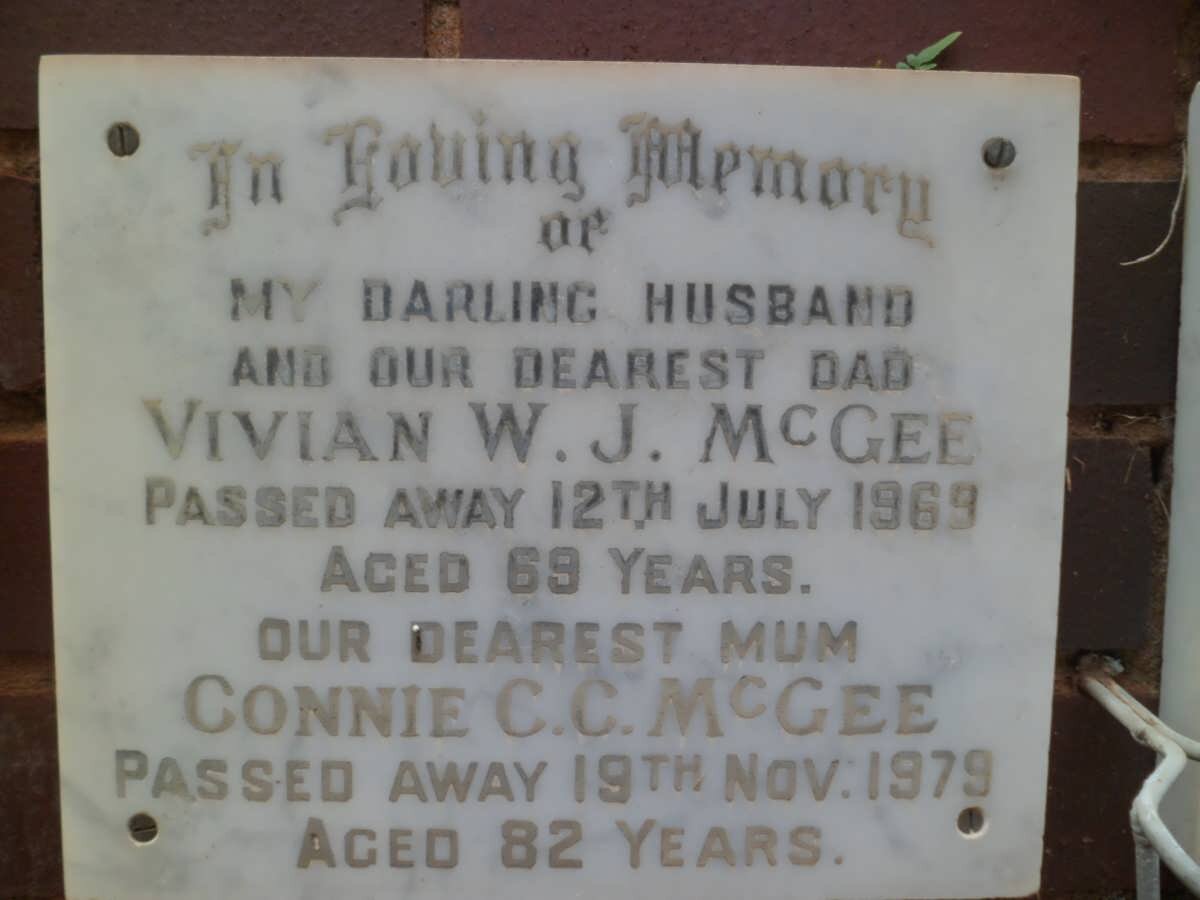 In Loving Memory
of
MY DARLING HUSBAND
AND OUR DEAREST DAD
VIVIAN W. J. McGEE
PASSED AWAY 12TH JULY 1969
AGED 69 YEARS.
OUR DEAREST MUM
CONNIE C.C. McGEE
PASSED AWAY 19TH NOV. 1979
AGED 82 YEARS.